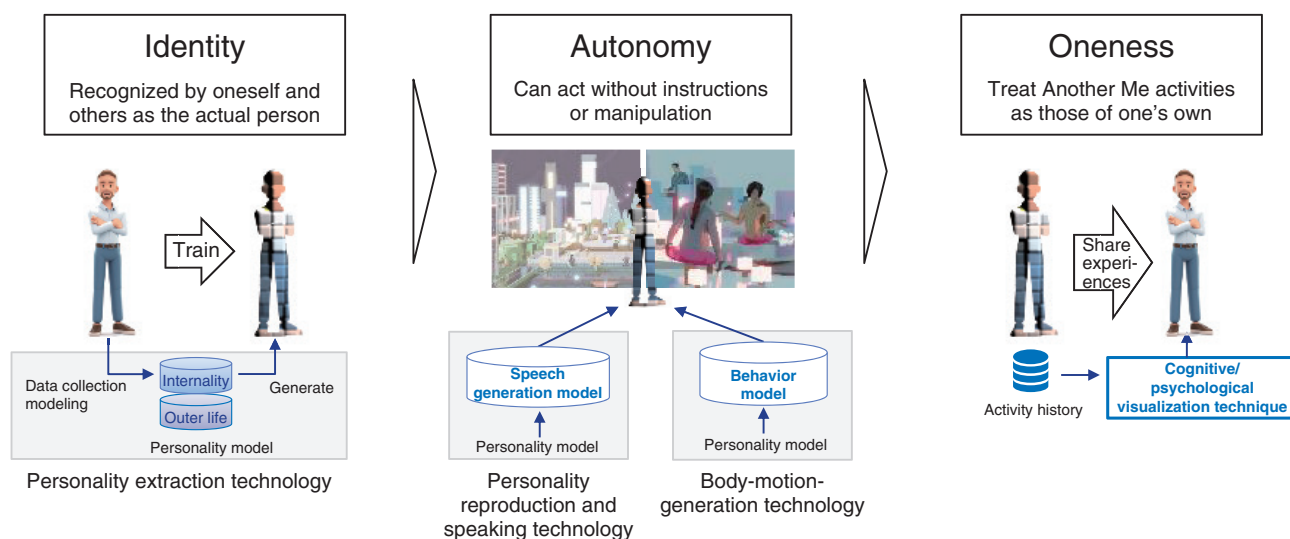 Identity
Recognized by oneself and
others as the actual person
Train
Data collection
modeling
Internality
Outer life
Generate
Personality model
Personality extraction technology
Autonomy
Can act without instructions
or manipulation
Speech
generation model
Personality model
Personality
reproduction and
speaking technology
Behavior
model
Personality model
Body-motion-
generation technology
Oneness
Treat Another Me activities
as those of one's own
Share
experi-
ences
Activity history
Cognitive/
psychological
visualization technique